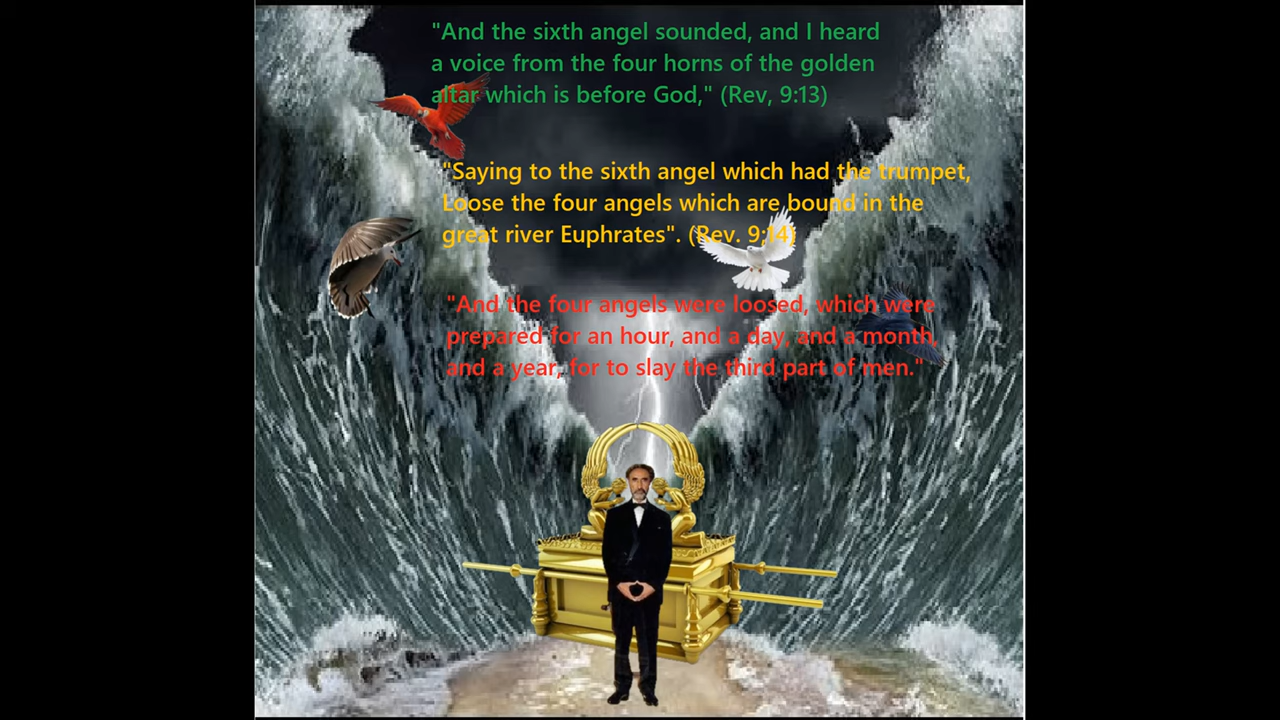 "And the sixth angel sounded, and I heard
a voice from the four horns of the golden
altar which is before God," (Rev, 9:13)
"Saying to the sixth angel which had the trumpet,
Loose the four angels which are bound in the
great river Euphrates". (Rev. 9;14)
"And the four angels were loosed, which were
prepared for an hour, and a day, and a month,
and a year, for to slay the third part of men."